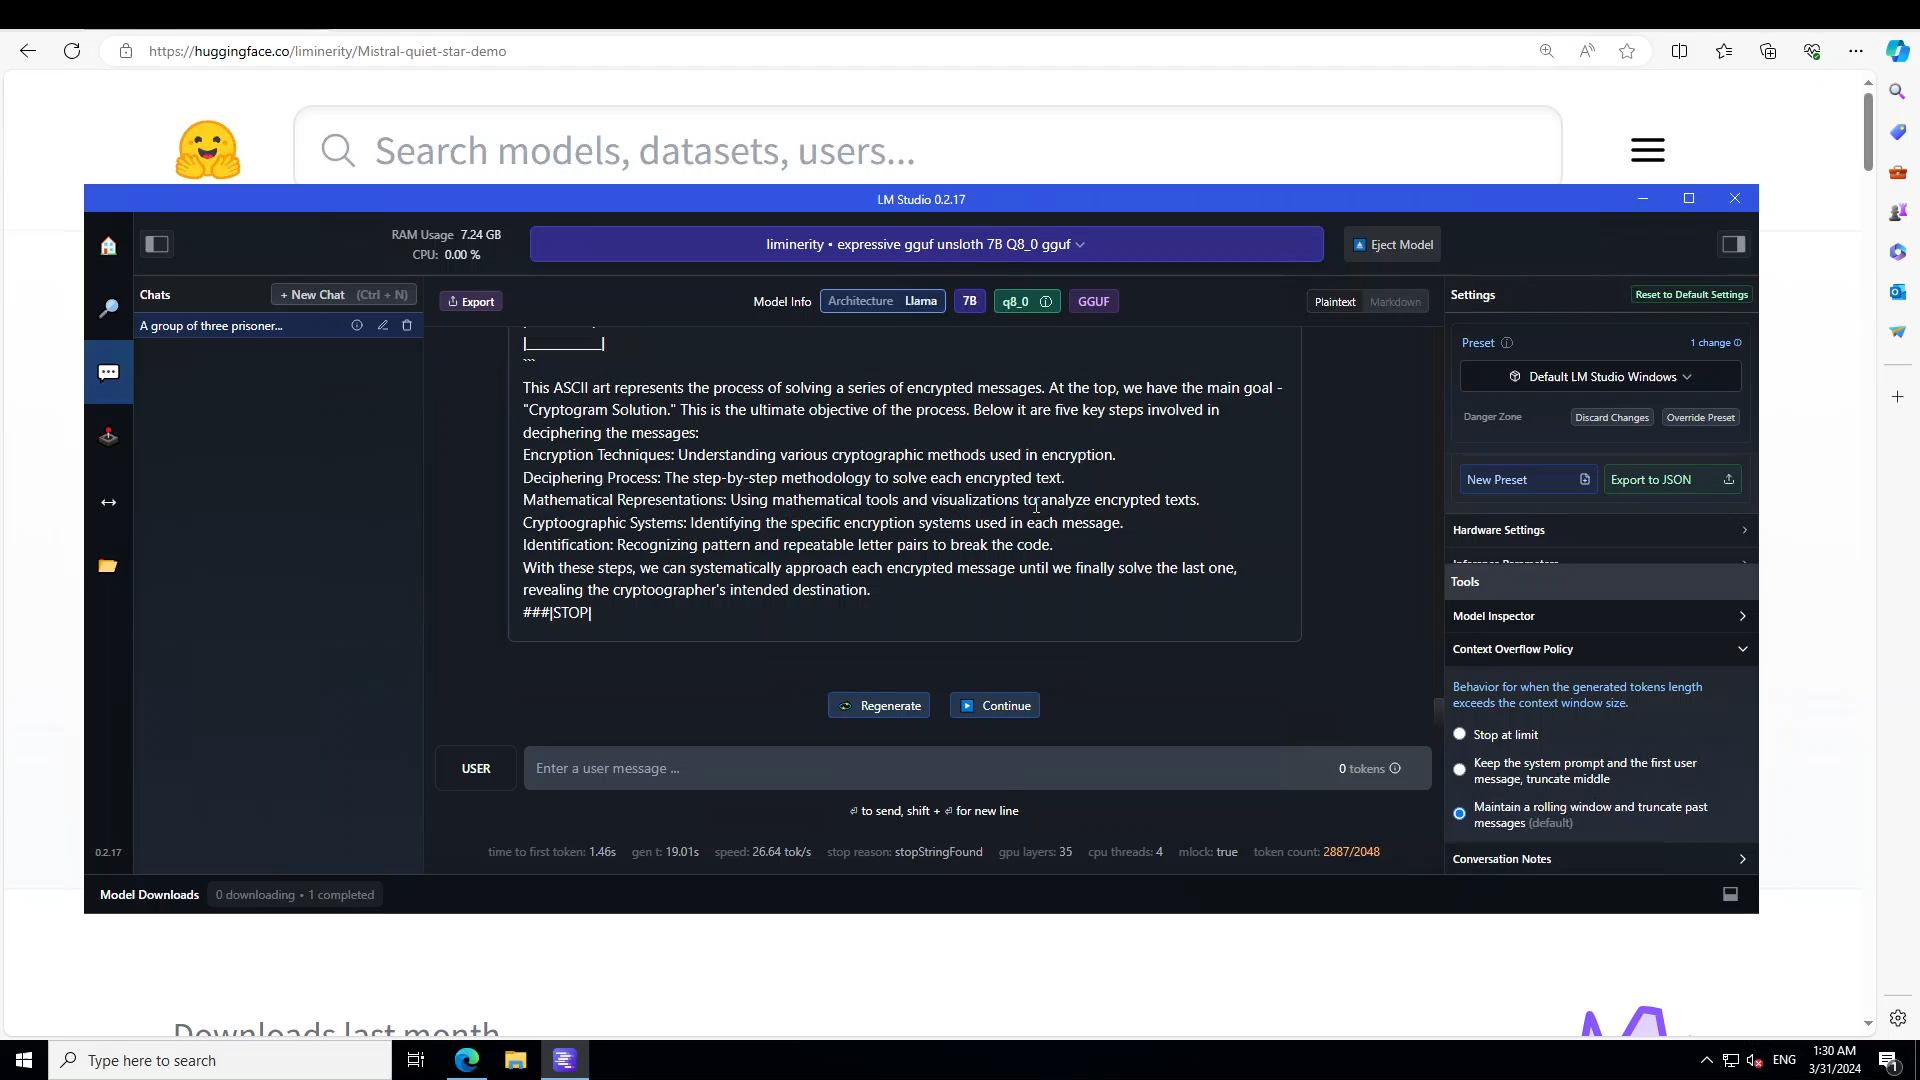 https://huggingface.co/liminerity/Mistral-quiet-star-demo
Search models, datasets, users...
LM Studio 0.2.17
RAM Usage 7.24 GB
CPU: 0.00 %
liminerity • expressive gguf unsloth 7B Q8_0 gguf
Eject Model
Chats
+ New Chat (Ctrl + N)
Export
Model Info
Architecture Llama
7B
q8_0
GGUF
Plaintext
Markdown
Settings
Reset to Default Settings
A group of three prisoner...
|__________|
```
This ASCII art represents the process of solving a series of encrypted messages. At the top, we have the main goal -
"Cryptogram Solution." This is the ultimate objective of the process. Below it are five key steps involved in
deciphering the messages:
Encryption Techniques: Understanding various cryptographic methods used in encryption.
Deciphering Process: The step-by-step methodology to solve each encrypted text.
Mathematical Representations: Using mathematical tools and visualizations to analyze encrypted texts.
Cryptoographic Systems: Identifying the specific encryption systems used in each message.
Identification: Recognizing pattern and repeatable letter pairs to break the code.
With these steps, we can systematically approach each encrypted message until we finally solve the last one,
revealing the cryptoographer's intended destination.
###|STOP|
Regenerate
Continue
USER
Enter a user message ...
0 tokens
⏎ to send, shift + ⏎ for new line
time to first token: 1.46s
gen t: 19.01s
speed: 26.64 tok/s
stop reason: stopStringFound
gpu layers: 35
cpu threads: 4
mlock: true
token count: 2887/2048
Preset
1 change
Default LM Studio Windows
Danger Zone
Discard Changes
Override Preset
New Preset
Export to JSON
Hardware Settings
Inference Parameters
Tools
Model Inspector
Context Overflow Policy
Behavior for when the generated tokens length
exceeds the context window size.
Stop at limit
Keep the system prompt and the first user
message, truncate middle
Maintain a rolling window and truncate past
messages (default)
Conversation Notes
0.2.17
Model Downloads
0 downloading • 1 completed
Downloads last month
Type here to search
ENG
1:30 AM
3/31/2024
1